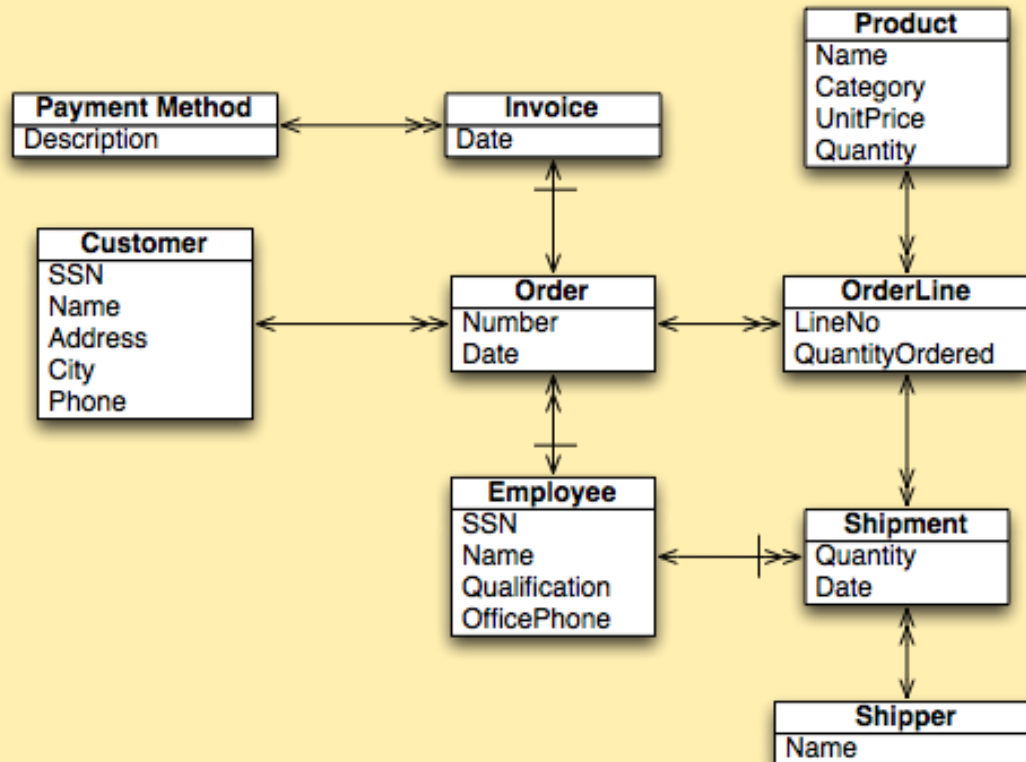 Product
Name
Category
UnitPrice
Quantity
Payment Method
Description
Invoice
Date
Customer
SSN
Name
Address
City
Phone
Order
Number
Date
OrderLine
LineNo
QuantityOrdered
Employee
SSN
Name
Qualification
OfficePhone
Shipment
Quantity
Date
Shipper
Name